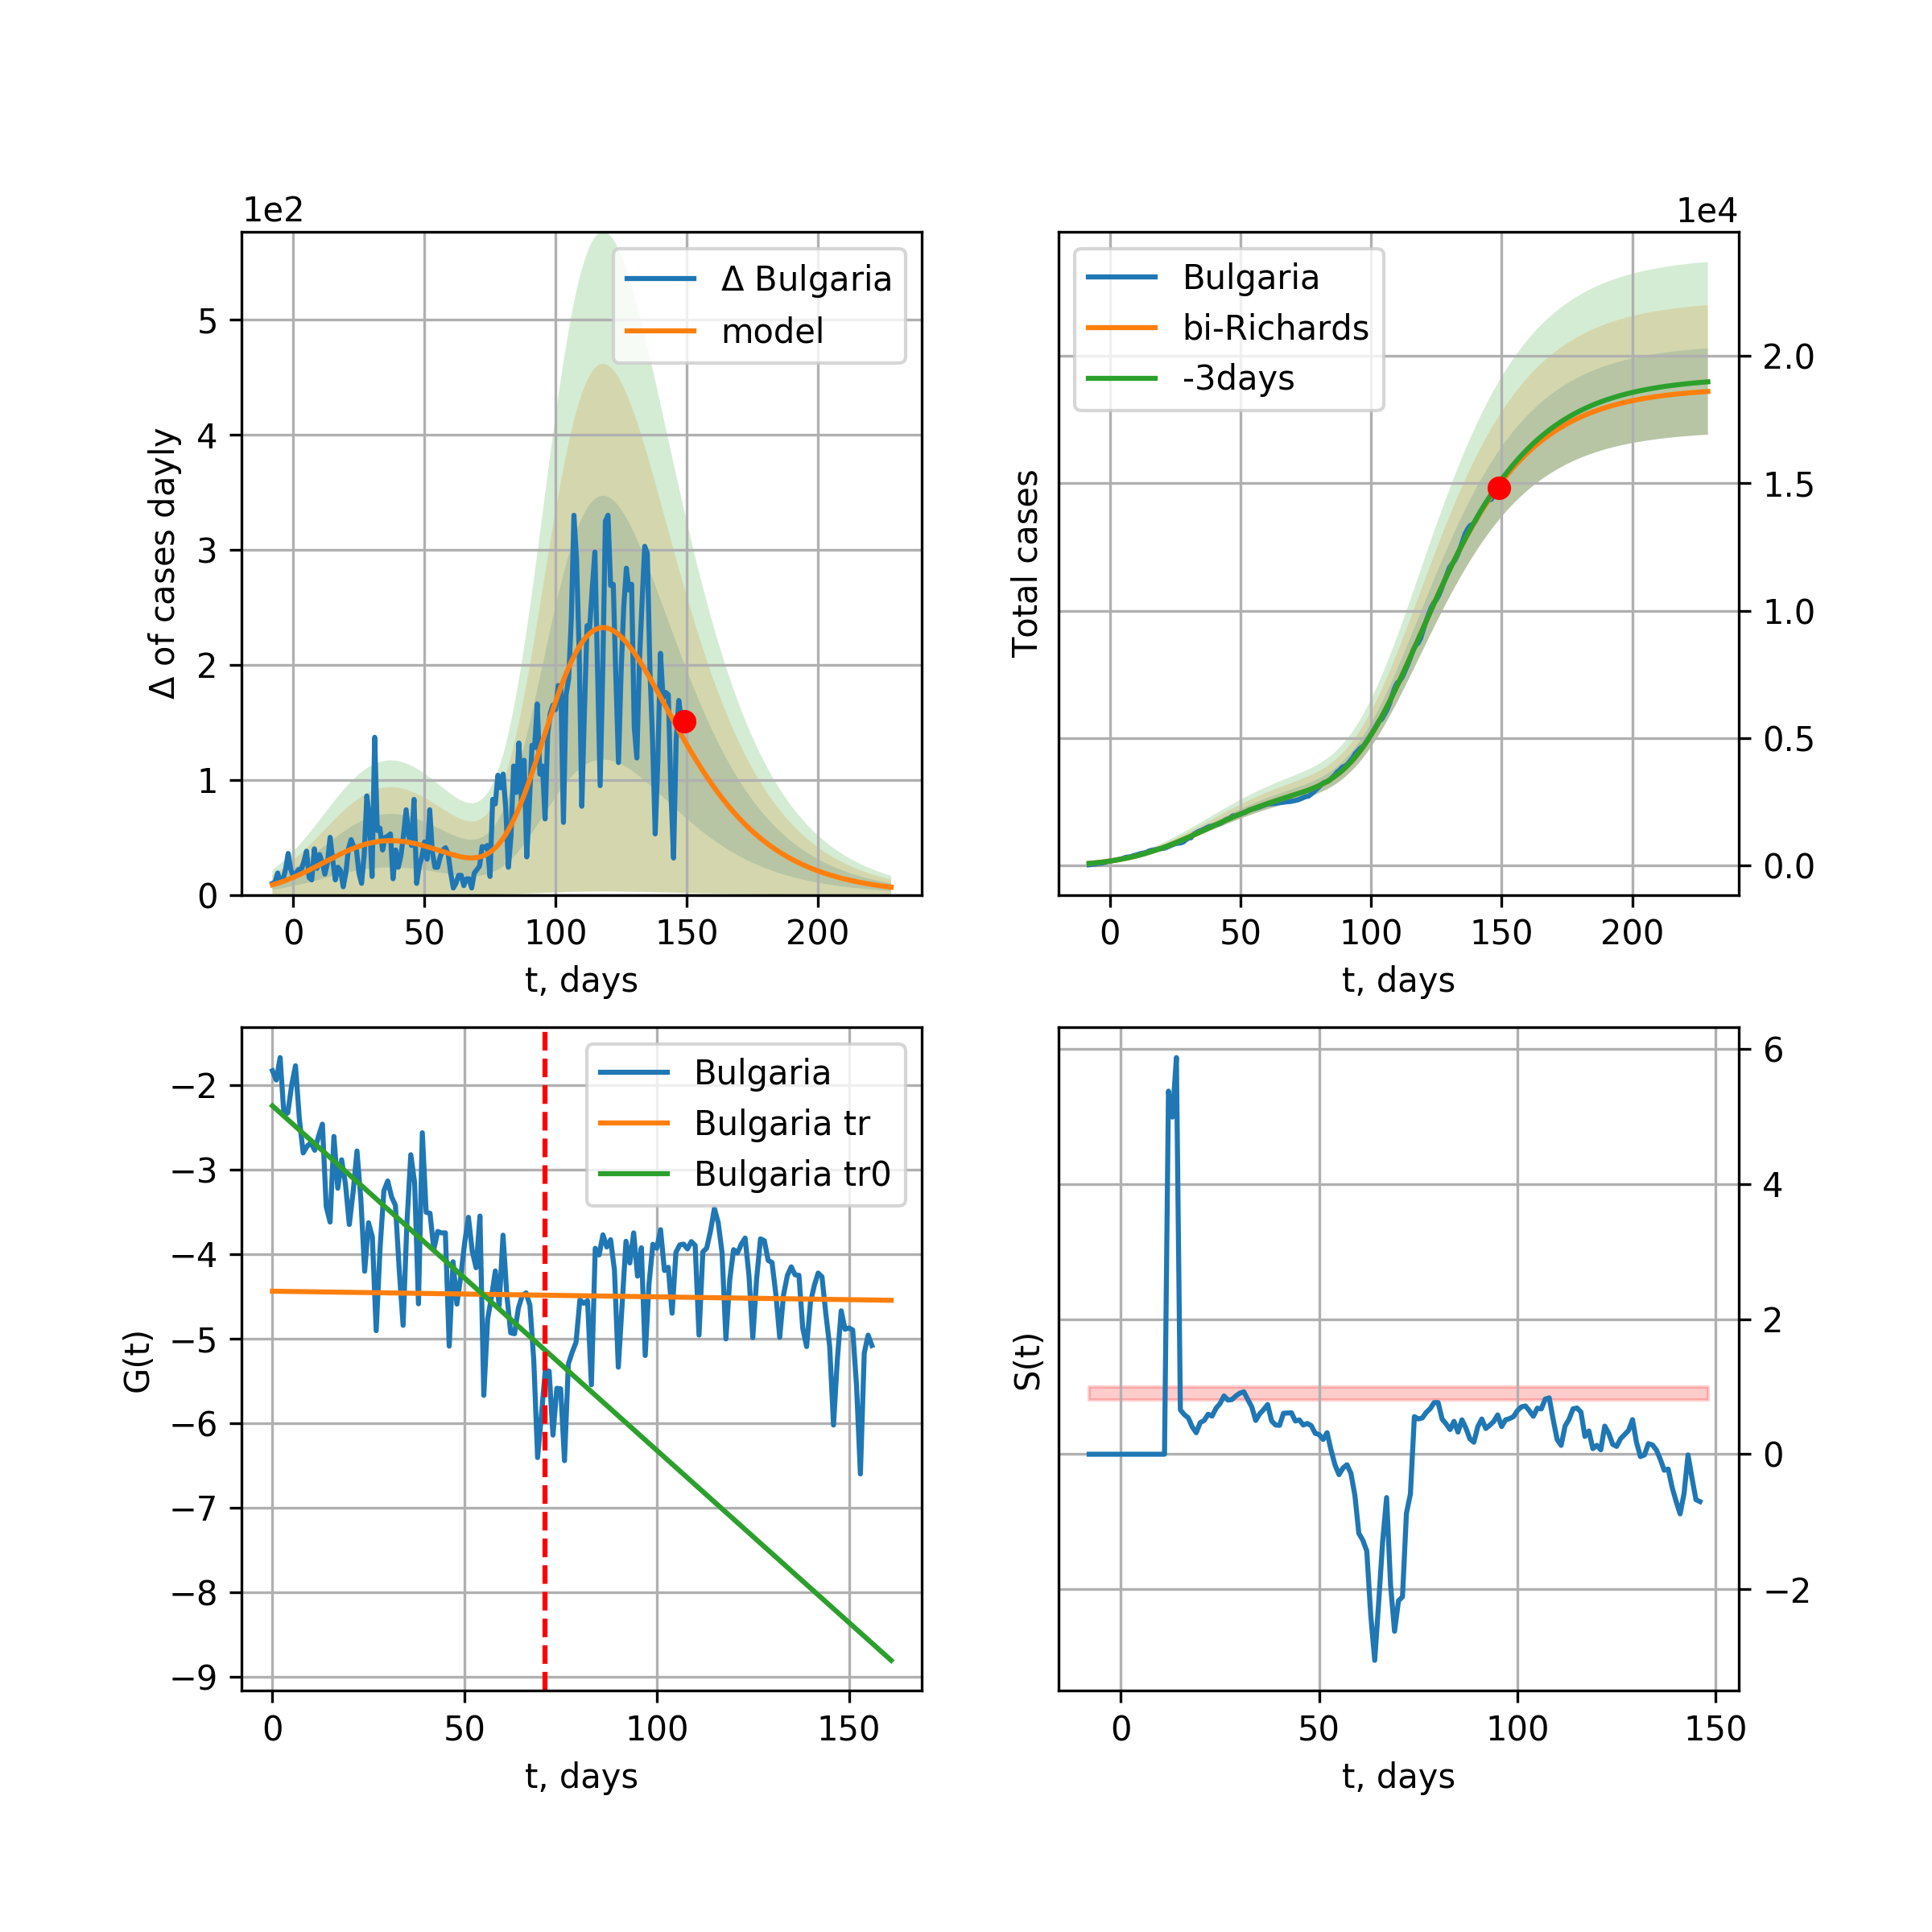 1e2
Δ of cases dayly
5
4
3
2
1
0
Δ Bulgaria
model
0 50 100 150 200
t, days
1e4
Total cases
Bulgaria
bi-Richards
-3days
2.0
1.5
1.0
0.5
0.0
0 50 100 150 200
t, days
G(t)
−2
−3
−4
−5
−6
−7
−8
−9
Bulgaria
Bulgaria tr
Bulgaria tr0
0 50 100 150
t, days
S(t)
6
4
2
0
−2
0 50 100 150
t, days